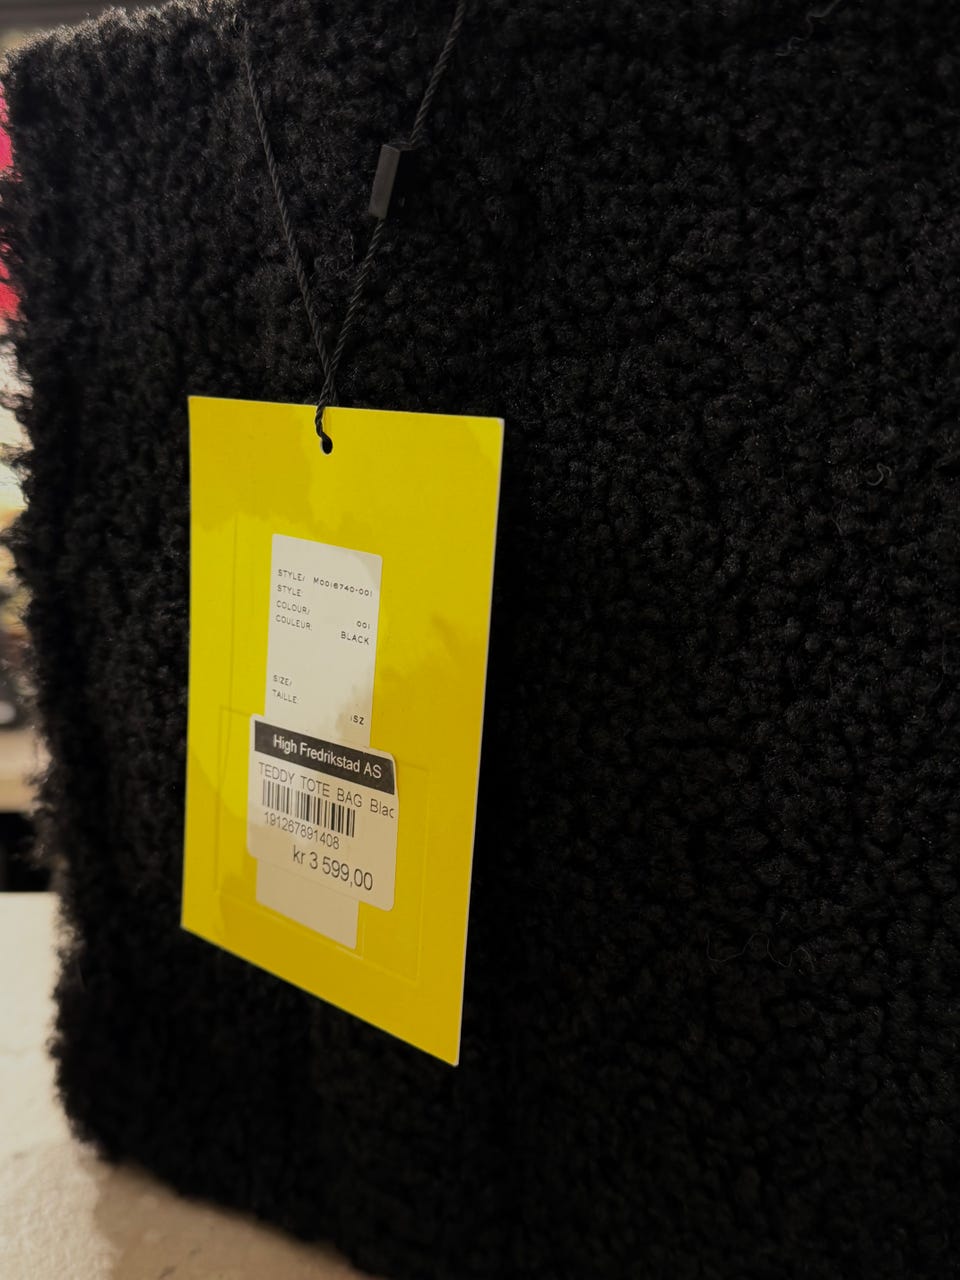 STYLE/ M0016740-001
STYLE:
COLOUR/ 001
COULEUR: BLACK
SIZE/
TAILLE:
1SZ
High Fredrikstad AS
TEDDY TOTE BAG Blac
191267891408
kr 3 599,00